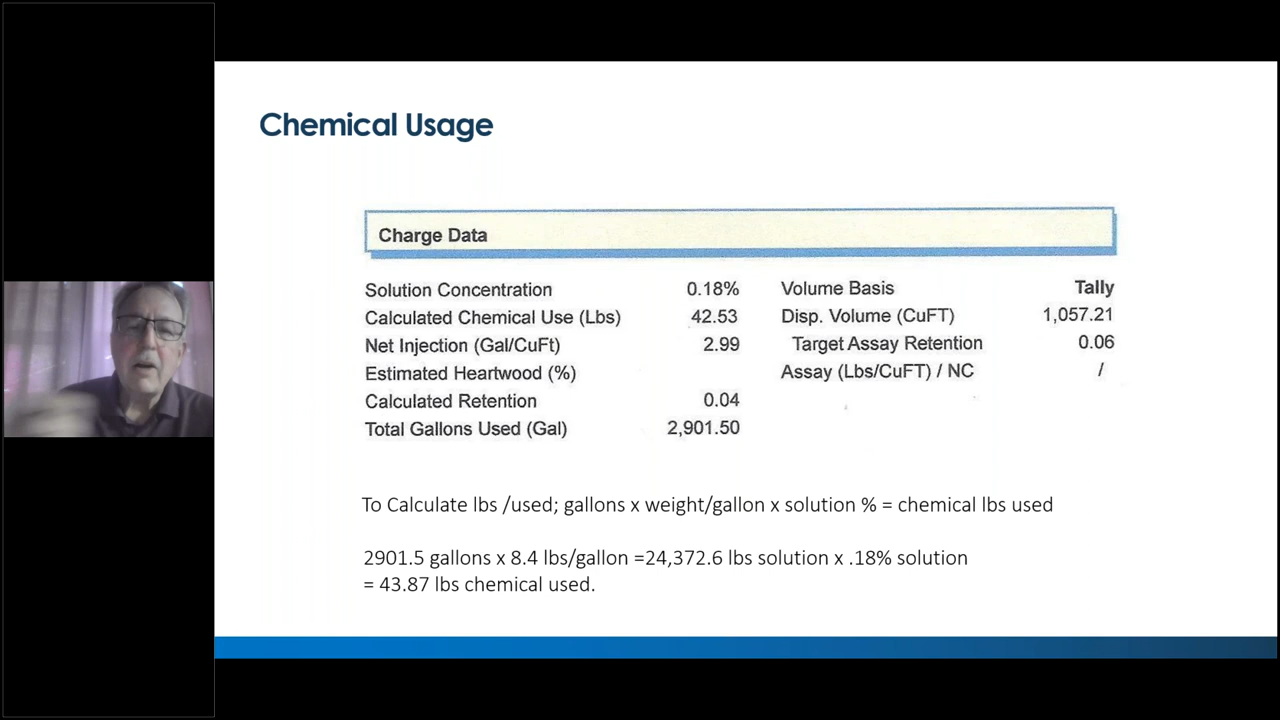 Chemical Usage
Charge Data
Solution Concentration 0.18% Volume Basis Tally
Calculated Chemical Use (Lbs) 42.53 Disp. Volume (CuFT) 1,057.21
Net Injection (Gal/CuFt) 2.99 Target Assay Retention 0.06
Estimated Heartwood (%) Assay (Lbs/CuFT) / NC /
Calculated Retention 0.04
Total Gallons Used (Gal) 2,901.50
To Calculate lbs /used; gallons x weight/gallon x solution % = chemical lbs used
2901.5 gallons x 8.4 lbs/gallon =24,372.6 lbs solution x .18% solution
= 43.87 lbs chemical used.